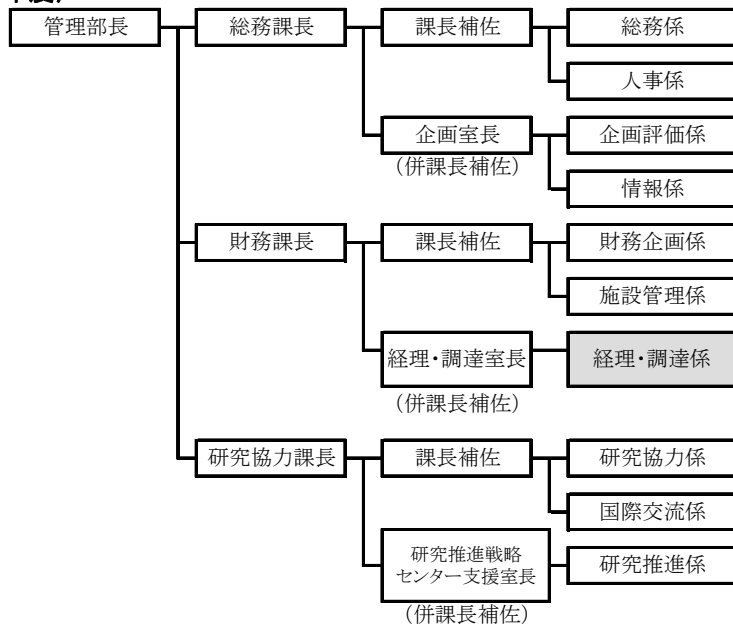 管理部長 総務課長 課長補佐 総務係
人事係
企画室長 企画評価係
(併課長補佐)
情報係
財務課長 課長補佐 財務企画係
施設管理係
経理・調達室長 経理・調達係
(併課長補佐)
研究協力課長 課長補佐 研究協力係
国際交流係
研究推進戦略
センター支援室長 研究推進係
(併課長補佐)